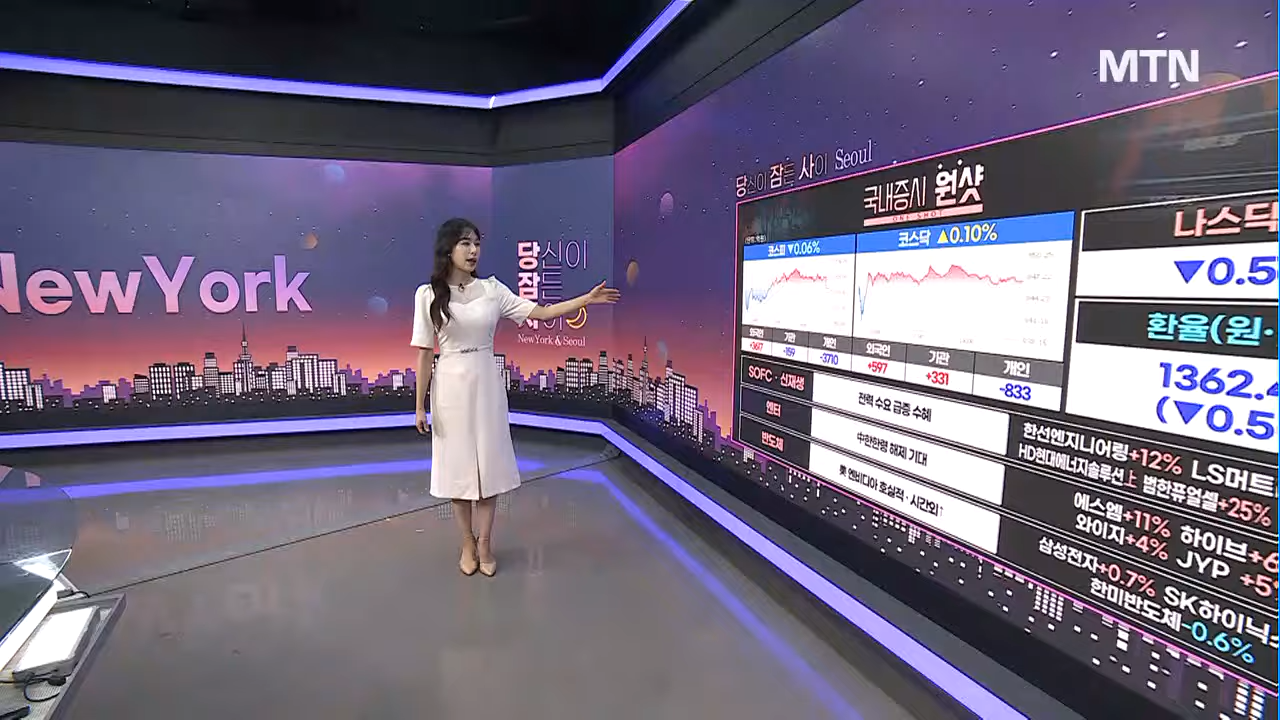 MTN
NewYork
당신이
잠든
사이
NewYork & Seoul
당신이 잠든 사이 Seoul
국내증시 원샷
ONE SHOT
코스피 ▼0.06%
코스닥 ▲0.10%
외국인 기관 개인
+3617 -159 -3710
외국인 기관 개인
+597 +331 -833
나스닥
▼0.5
환율(원·
1362.4
(▼0.5
SOFC·신재생
전력 수요 급증 수혜
한선엔지니어링+12% LS머트
HD현대에너지솔루션上 범한퓨얼셀+25%
엔터
中한한령 해제 기대
에스엠+11% 하이브+6
와이지+4% JYP +5
반도체
美 엔비디아 호실적·시간외↑
삼성전자+0.7% SK하이닉스
한미반도체-0.6%